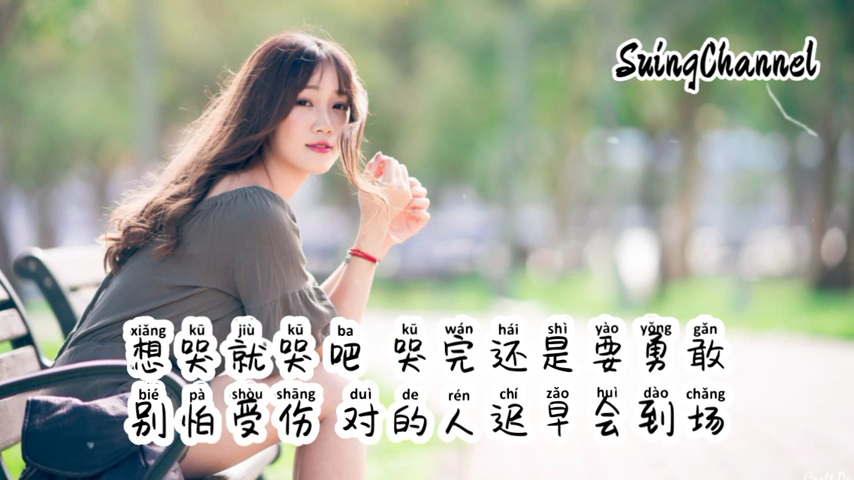 SuingChannel
xiǎng kū jiù kū ba kū wán hái shì yào yǒng gǎn
想哭就哭吧 哭完还是要勇敢
bié pà shòu shāng duì de rén chí zǎo huì dào chǎng
别怕受伤 对的人迟早会到场